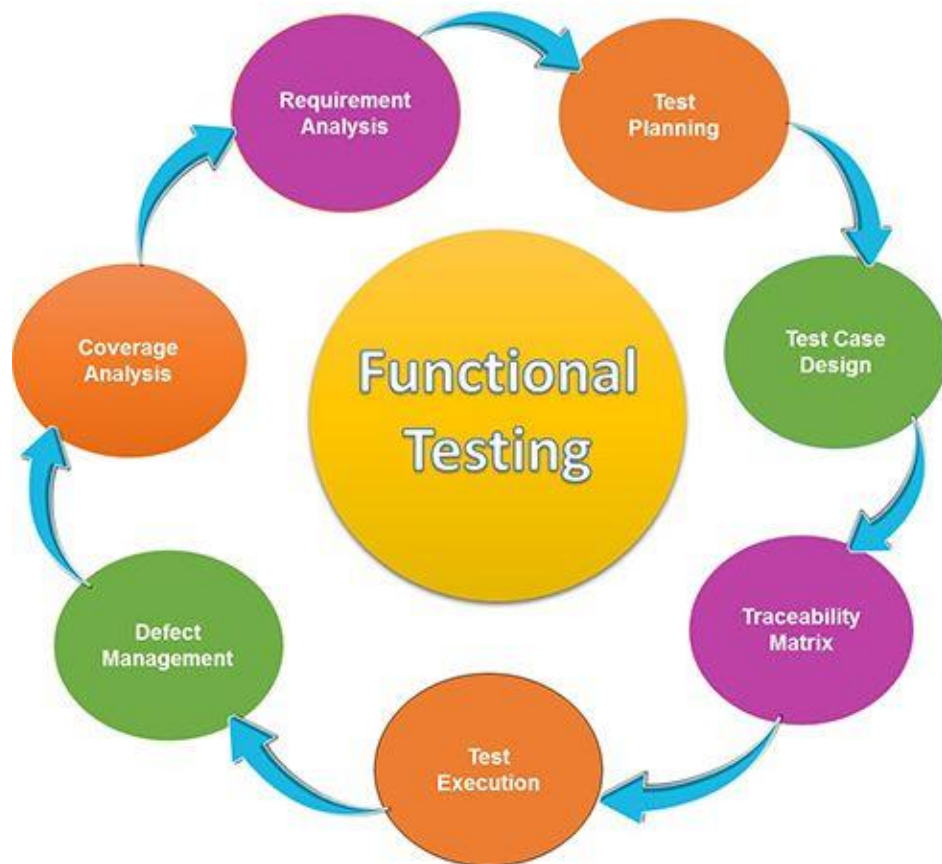 Requirement
Analysis
Test
Planning
Test Case
Design
Traceability
Matrix
Test
Execution
Defect
Management
Coverage
Analysis
Functional
Testing